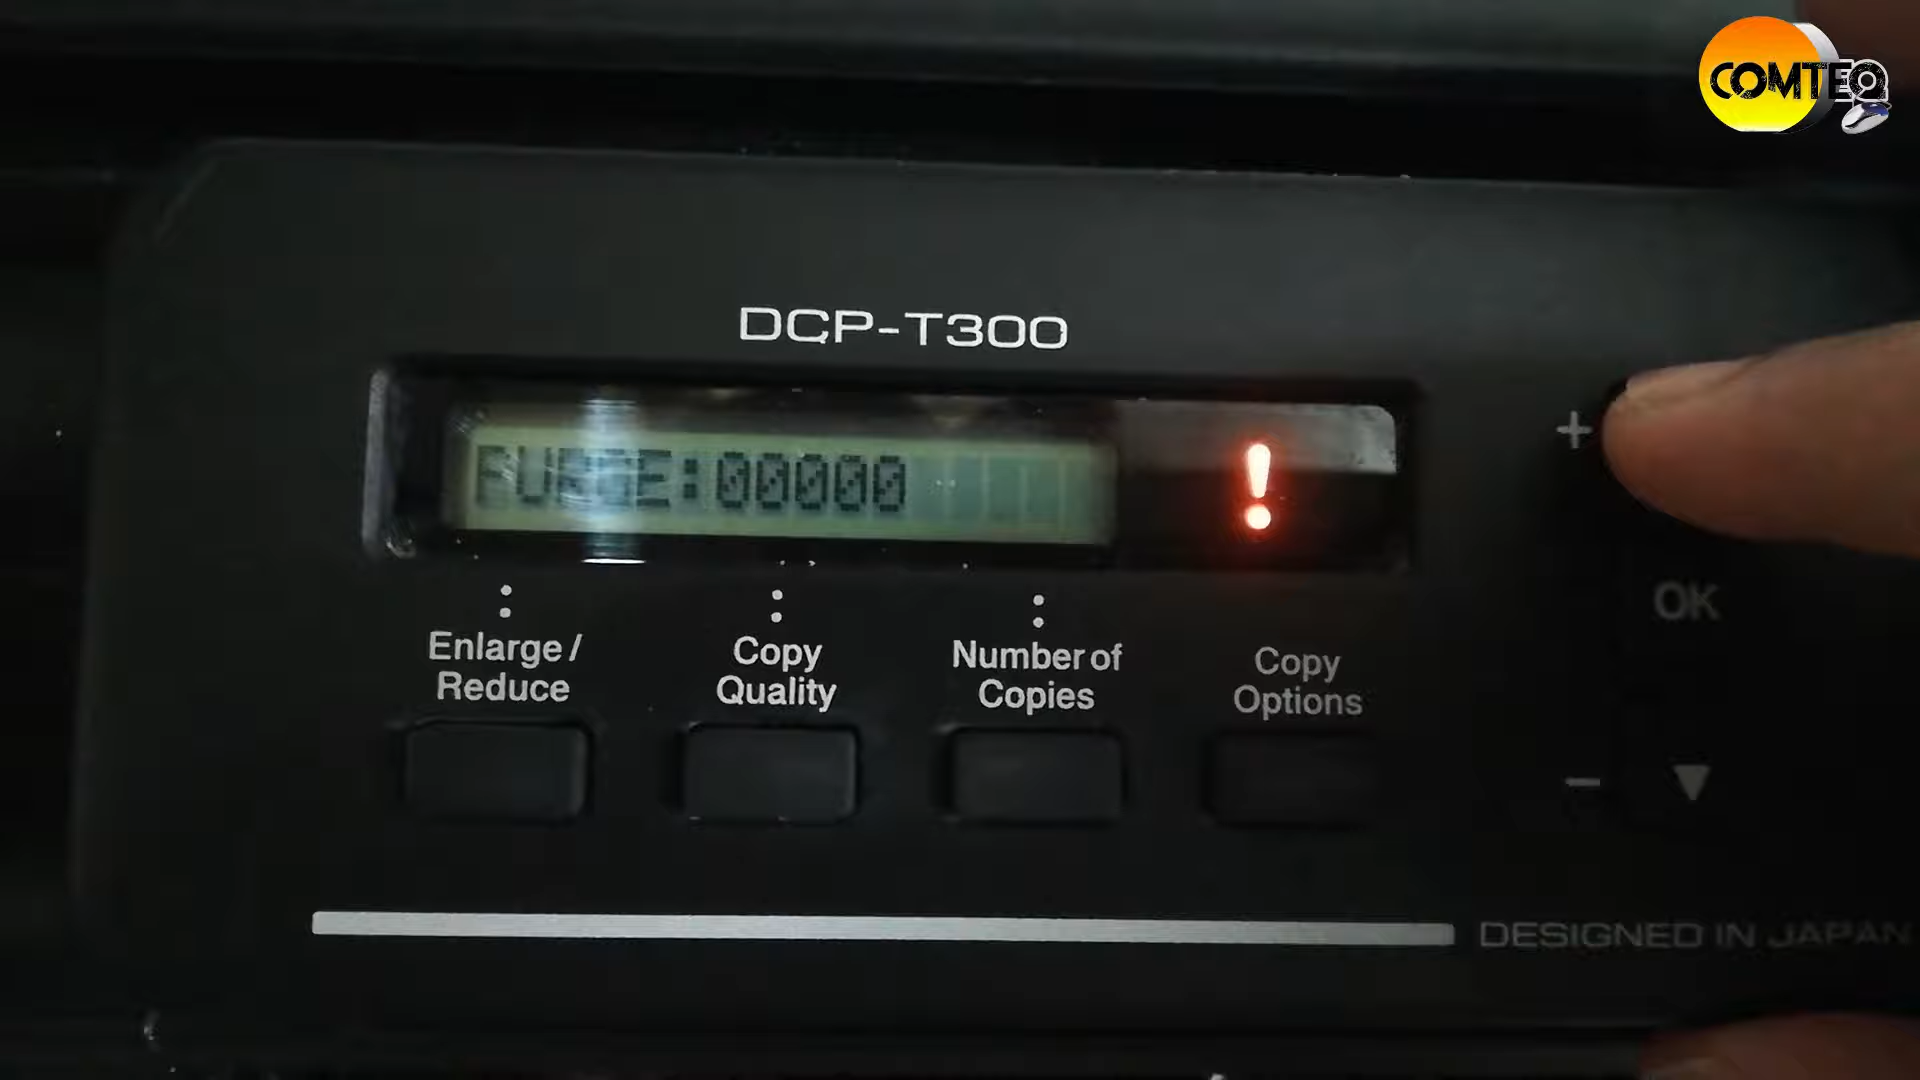 COMTEQ
DCP-T300
PURGE:00000
!
+
OK
Enlarge/
Reduce
Copy
Quality
Number of
Copies
Copy
Options
-
DESIGNED IN JAPAN